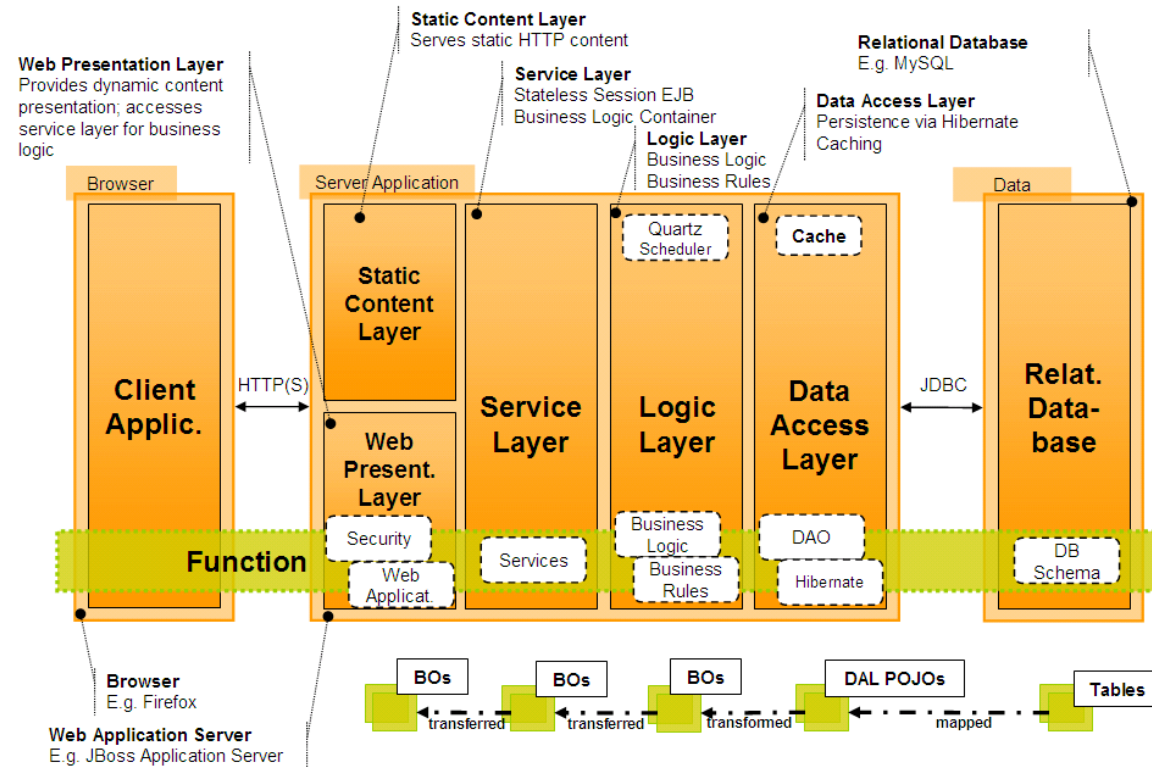 Static Content Layer
Serves static HTTP content
Web Presentation Layer
Provides dynamic content
presentation; accesses
service layer for business
logic
Service Layer
Stateless Session EJB
Business Logic Container
Logic Layer
Business Logic
Business Rules
Relational Database
E.g. MySQL
Data Access Layer
Persistence via Hibernate
Caching
Browser
Server Application
Data
Client
Applic.
HTTP(S)
Static
Content
Layer
Web
Present.
Layer
Service
Layer
Quartz
Scheduler
Logic
Layer
Cache
Data
Access
Layer
JDBC
Relat.
Data-
base
Function
Security
Web
Applicat.
Services
Business
Logic
Business
Rules
DAO
Hibernate
DB
Schema
Browser
E.g. Firefox
Web Application Server
E.g. JBoss Application Server
BOs
BOs
BOs
DAL POJOs
Tables
transferred
transferred
transformed
mapped